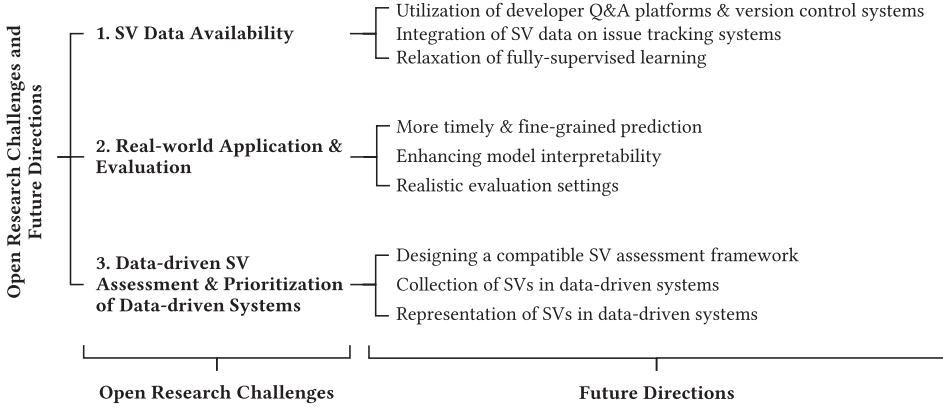 Open Research Challenges and
Future Directions
1. SV Data Availability
Utilization of developer Q&A platforms & version control systems
Integration of SV data on issue tracking systems
Relaxation of fully-supervised learning
2. Real-world Application &
Evaluation
More timely & fine-grained prediction
Enhancing model interpretability
Realistic evaluation settings
3. Data-driven SV
Assessment & Prioritization
of Data-driven Systems
Designing a compatible SV assessment framework
Collection of SVs in data-driven systems
Representation of SVs in data-driven systems
Open Research Challenges
Future Directions